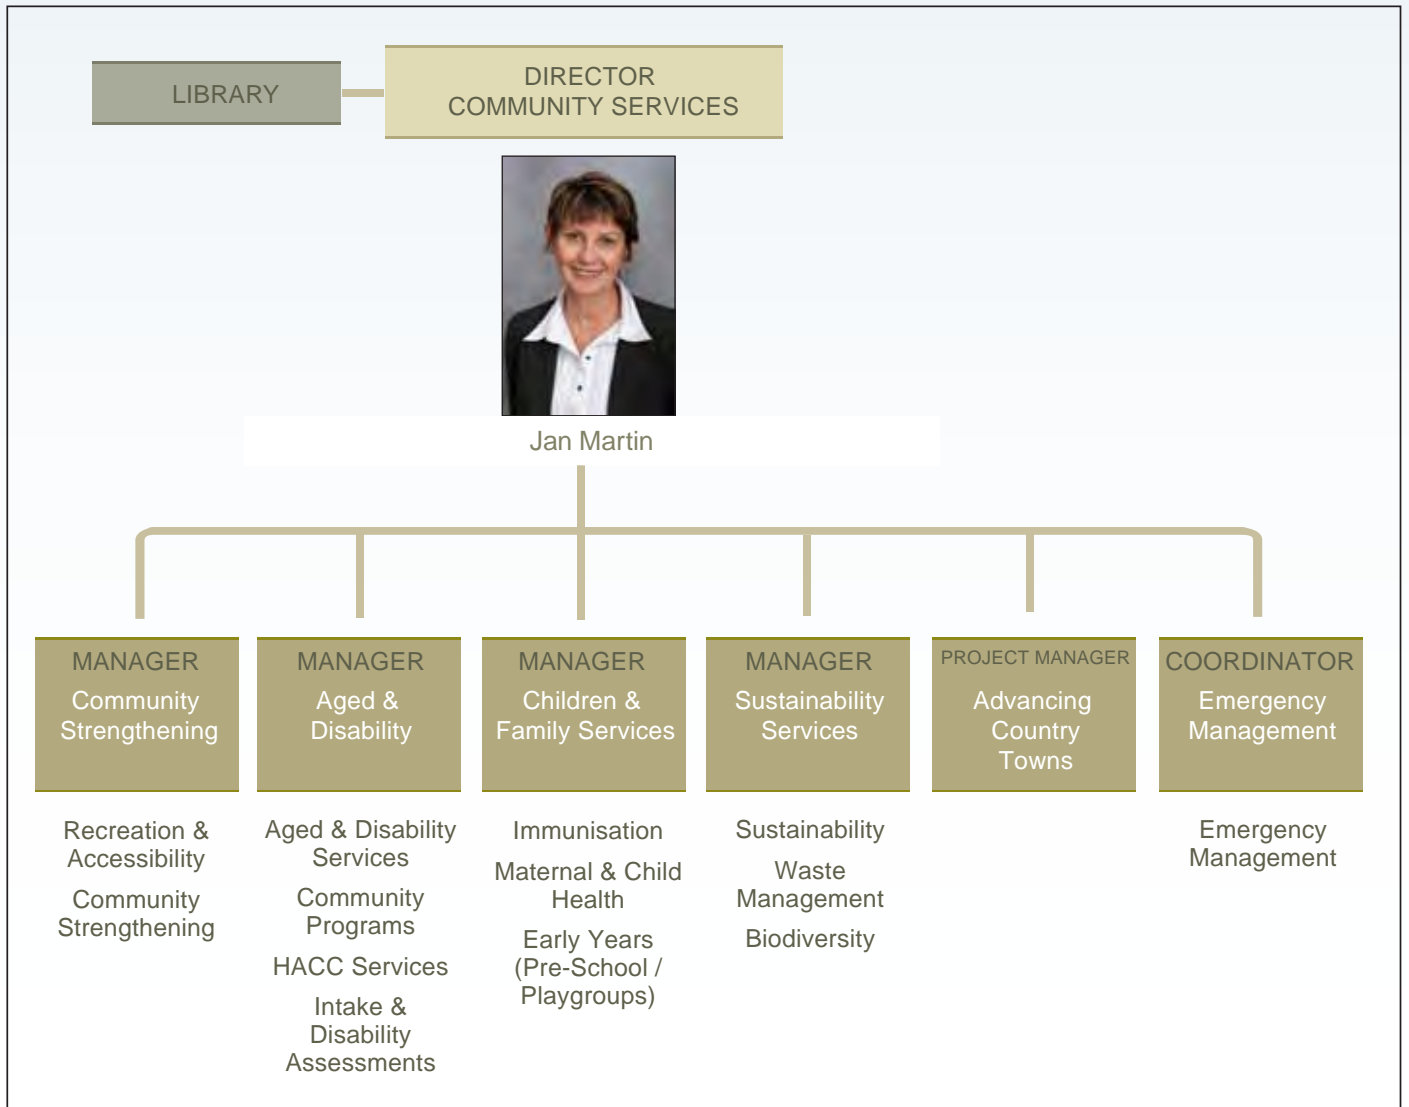 LIBRARY
DIRECTOR
COMMUNITY SERVICES
Jan Martin
MANAGER
Community
Strengthening
Recreation &
Accessibility
Community
Strengthening
MANAGER
Aged &
Disability
Aged & Disability
Services
Community
Programs
HACC Services
Intake &
Disability
Assessments
MANAGER
Children &
Family Services
Immunisation
Maternal & Child
Health
Early Years
(Pre-School /
Playgroups)
MANAGER
Sustainability
Services
Sustainability
Waste
Management
Biodiversity
PROJECT MANAGER
Advancing
Country
Towns
COORDINATOR
Emergency
Management
Emergency
Management